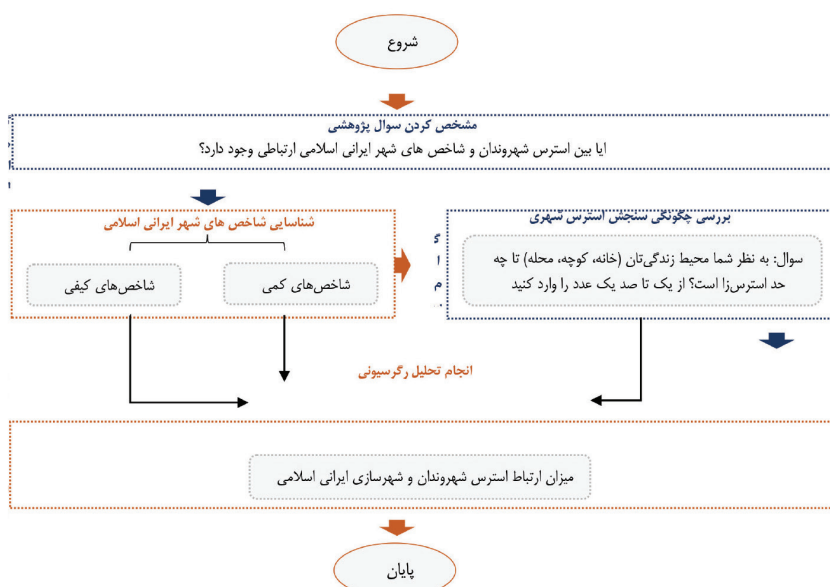 شروع
مشخص کردن سوال پژوهشی
ایا بین استرس شهروندان و شاخص های شهر ایرانی اسلامی ارتباطی وجود دارد؟
شناسایی شاخص های شهر ایرانی اسلامی
شاخص‌های کمی
شاخص‌های کیفی
بررسی چگونگی سنجش استرس شهری
سوال: به نظر شما محیط زندگی‌تان (خانه، کوچه، محله) تا چه
حد استرس‌زا است؟ از یک تا صد یک عدد را وارد کنید
انجام تحلیل رگرسیونی
میزان ارتباط استرس شهروندان و شهرسازی ایرانی اسلامی
پایان